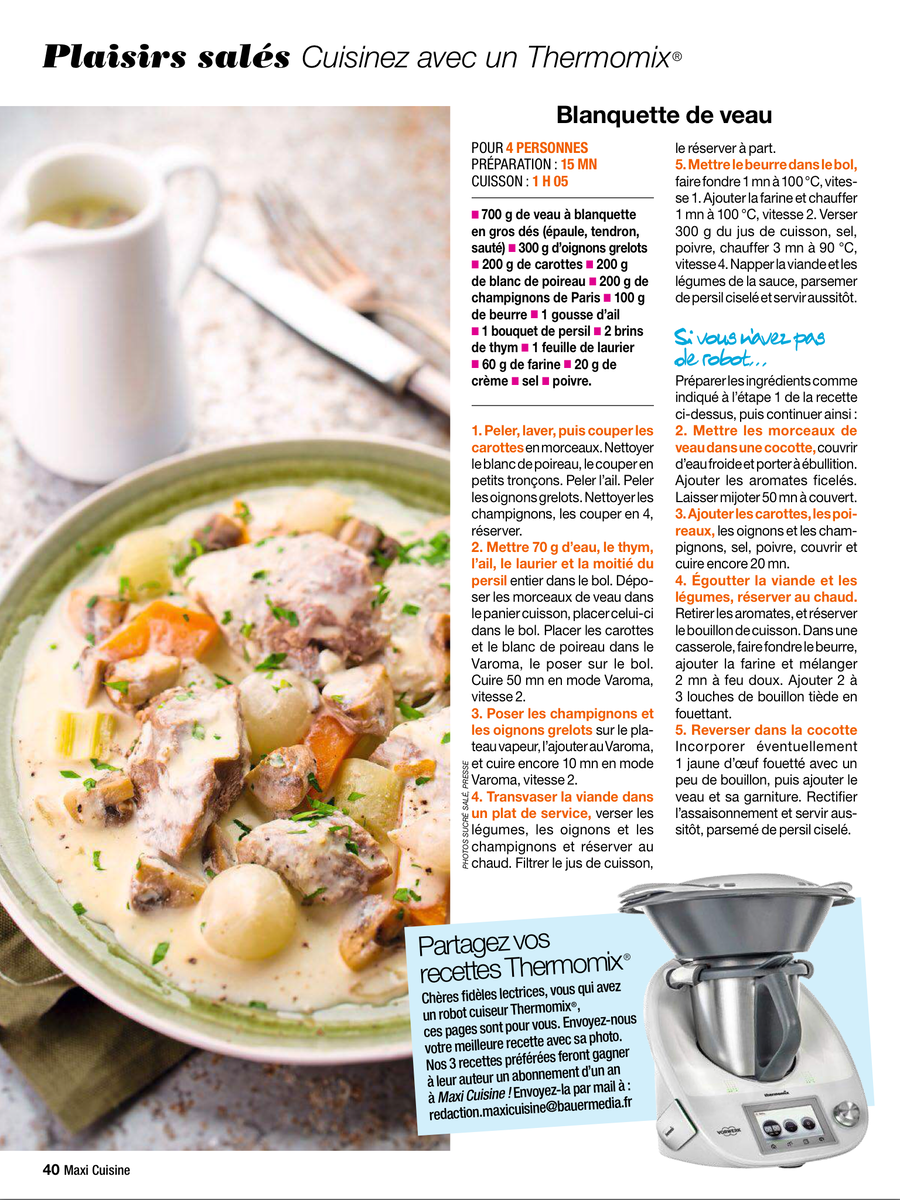 Plaisirs salés Cuisinez avec un Thermomix®
Blanquette de veau
POUR 4 PERSONNES
PRÉPARATION : 15 MN
CUISSON : 1 H 05
■ 700 g de veau à blanquette
en gros dés (épaule, tendron,
sauté) ■ 300 g d'oignons grelots
■ 200 g de carottes ■ 200 g
de blanc de poireau ■ 200 g de
champignons de Paris ■ 100 g
de beurre ■ 1 gousse d'ail
■ 1 bouquet de persil ■ 2 brins
de thym ■ 1 feuille de laurier
■ 60 g de farine ■ 20 g de
crème ■ sel ■ poivre.
1. Peler, laver, puis couper les
carottes en morceaux. Nettoyer
le blanc de poireau, le couper en
petits tronçons. Peler l'ail. Peler
les oignons grelots. Nettoyer les
champignons, les couper en 4,
réserver.
2. Mettre 70 g d'eau, le thym,
l'ail, le laurier et la moitié du
persil entier dans le bol. Dépo-
ser les morceaux de veau dans
le panier cuisson, placer celui-ci
dans le bol. Placer les carottes
et le blanc de poireau dans le
Varoma, le poser sur le bol.
Cuire 50 mn en mode Varoma,
vitesse 2.
3. Poser les champignons et
les oignons grelots sur le pla-
teau vapeur, l'ajouter au Varoma,
et cuire encore 10 mn en mode
Varoma, vitesse 2.
4. Transvaser la viande dans
un plat de service, verser les
légumes, les oignons et les
champignons et réserver au
chaud. Filtrer le jus de cuisson,
le réserver à part.
5. Mettre le beurre dans le bol,
faire fondre 1 mn à 100 °C, vites-
se 1. Ajouter la farine et chauffer
1 mn à 100 °C, vitesse 2. Verser
300 g du jus de cuisson, sel,
poivre, chauffer 3 mn à 90 °C,
vitesse 4. Napper la viande et les
légumes de la sauce, parsemer
de persil ciselé et servir aussitôt.
Si vous n'avez pas
de robot...
Préparer les ingrédients comme
indiqué à l'étape 1 de la recette
ci-dessus, puis continuer ainsi :
2. Mettre les morceaux de
veau dans une cocotte, couvrir
d'eau froide et porter à ébullition.
Ajouter les aromates ficelés.
Laisser mijoter 50 mn à couvert.
3. Ajouter les carottes, les poi-
reaux, les oignons et les cham-
pignons, sel, poivre, couvrir et
cuire encore 20 mn.
4. Égoutter la viande et les
légumes, réserver au chaud.
Retirer les aromates, et réserver
le bouillon de cuisson. Dans une
casserole, faire fondre le beurre,
ajouter la farine et mélanger
2 mn à feu doux. Ajouter 2 à
3 louches de bouillon tiède en
fouettant.
5. Reverser dans la cocotte
Incorporer éventuellement
1 jaune d'œuf fouetté avec un
peu de bouillon, puis ajouter le
veau et sa garniture. Rectifier
l'assaisonnement et servir aus-
sitôt, parsemé de persil ciselé.
PHOTOS SUCRÉ SALÉ, PRESSE
Partagez vos
recettes Thermomix®
Chères fidèles lectrices, vous qui avez
un robot cuiseur Thermomix®,
ces pages sont pour vous. Envoyez-nous
votre meilleure recette avec sa photo.
Nos 3 recettes préférées feront gagner
à leur auteur un abonnement d'un an
à Maxi Cuisine ! Envoyez-la par mail à :
redaction.maxicuisine@bauermedia.fr
thermomix
VORWERK
40 Maxi Cuisine